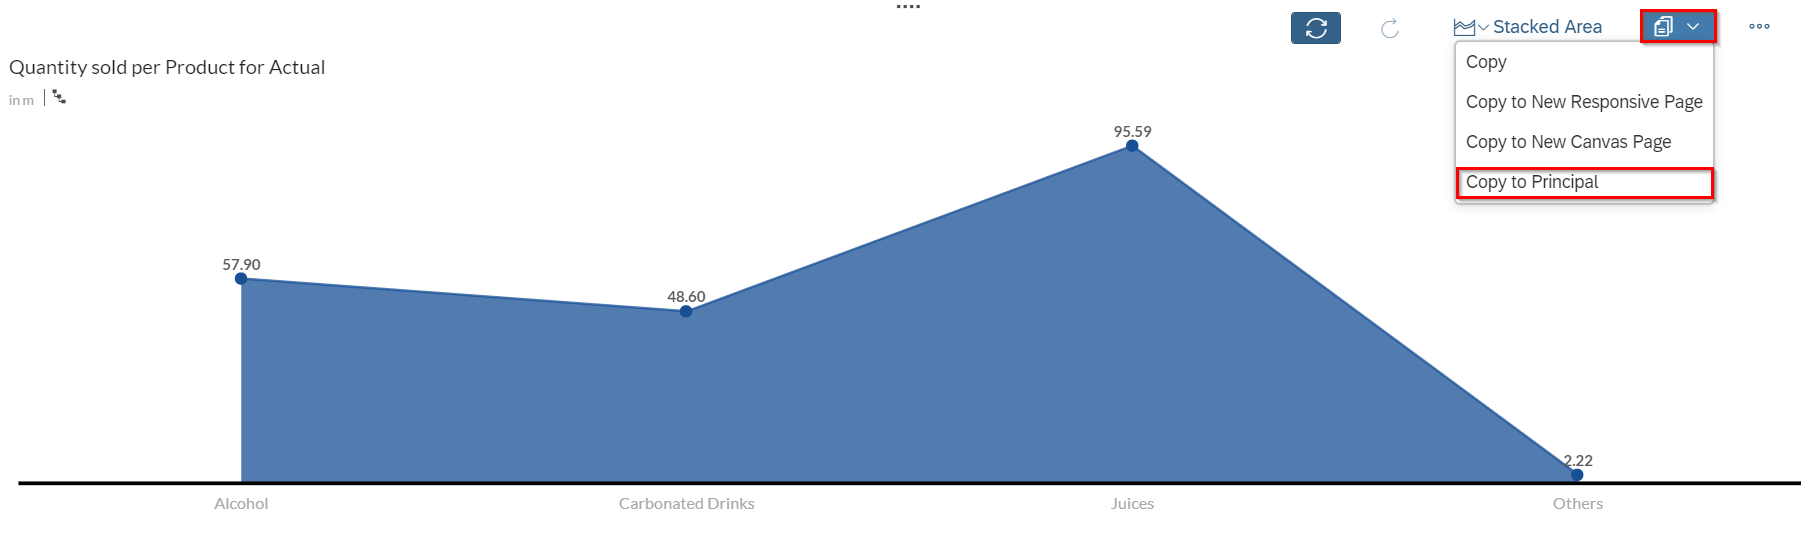 Stacked Area
Copy
Copy to New Responsive Page
Copy to New Canvas Page
Copy to Principal
Quantity sold per Product for Actual
in m
57.90
48.60
95.59
2.22
Alcohol
Carbonated Drinks
Juices
Others